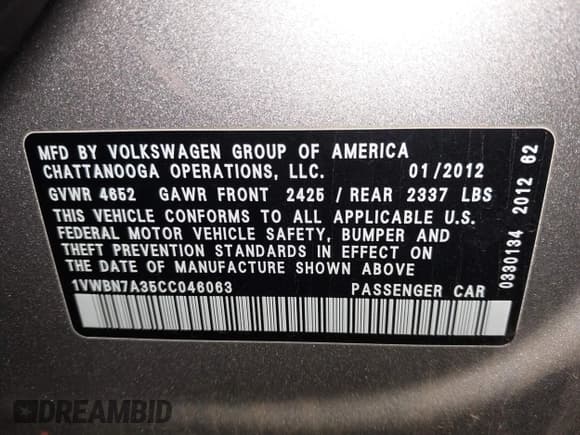 MFD BY VOLKSWAGEN GROUP OF AMERICA
CHATTANOOGA OPERATIONS, LLC. 01/2012
GVWR 4652 GAWR FRONT 2425 / REAR 2337 LBS
THIS VEHICLE CONFORMS TO ALL APPLICABLE U.S.
FEDERAL MOTOR VEHICLE SAFETY, BUMPER AND
THEFT PREVENTION STANDARDS IN EFFECT ON
THE DATE OF MANUFACTURE SHOWN ABOVE
1VWBN7A35CC046063 PASSENGER CAR
0330134 2012 62
DREAMBID